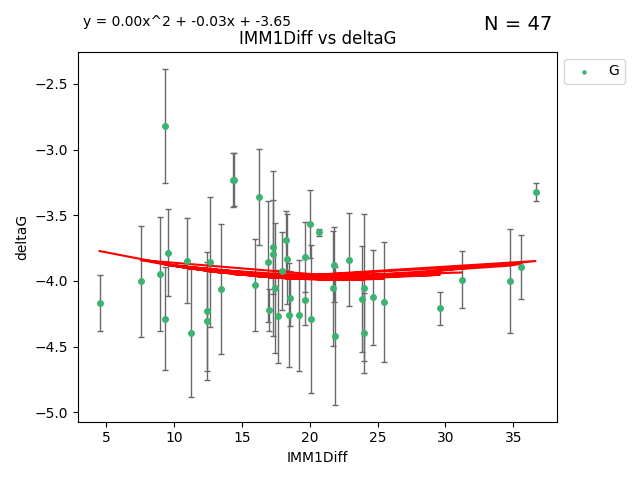 y = 0.00x^2 + -0.03x + -3.65
N = 47
IMM1Diff vs deltaG
G
−2.5
−3.0
−3.5
−4.0
−4.5
−5.0
deltaG
5 10 15 20 25 30 35
IMM1Diff